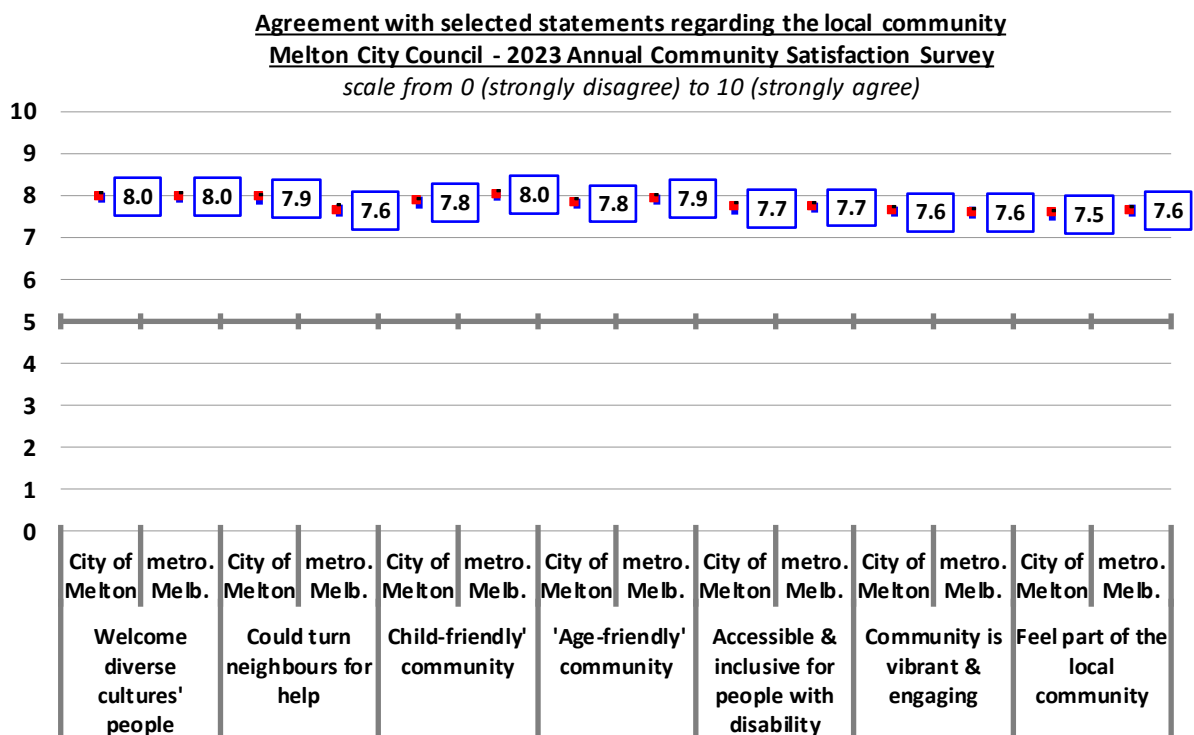 Agreement with selected statements regarding the local community
Melton City Council - 2023 Annual Community Satisfaction Survey
scale from 0 (strongly disagree) to 10 (strongly agree)
10
9
8
7
6
5
4
3
2
1
0
8.0
8.0
7.9
7.6
7.8
8.0
7.8
7.9
7.7
7.7
7.6
7.6
7.5
7.6
City of Melton
metro. Melb.
City of Melton
metro. Melb.
City of Melton
metro. Melb.
City of Melton
metro. Melb.
City of Melton
metro. Melb.
City of Melton
metro. Melb.
City of Melton
metro. Melb.
Welcome
diverse
cultures'
people
Could turn
neighbours for
help
Child-friendly'
community
'Age-friendly'
community
Accessible &
inclusive for
people with
disability
Community is
vibrant &
engaging
Feel part of the
local
community